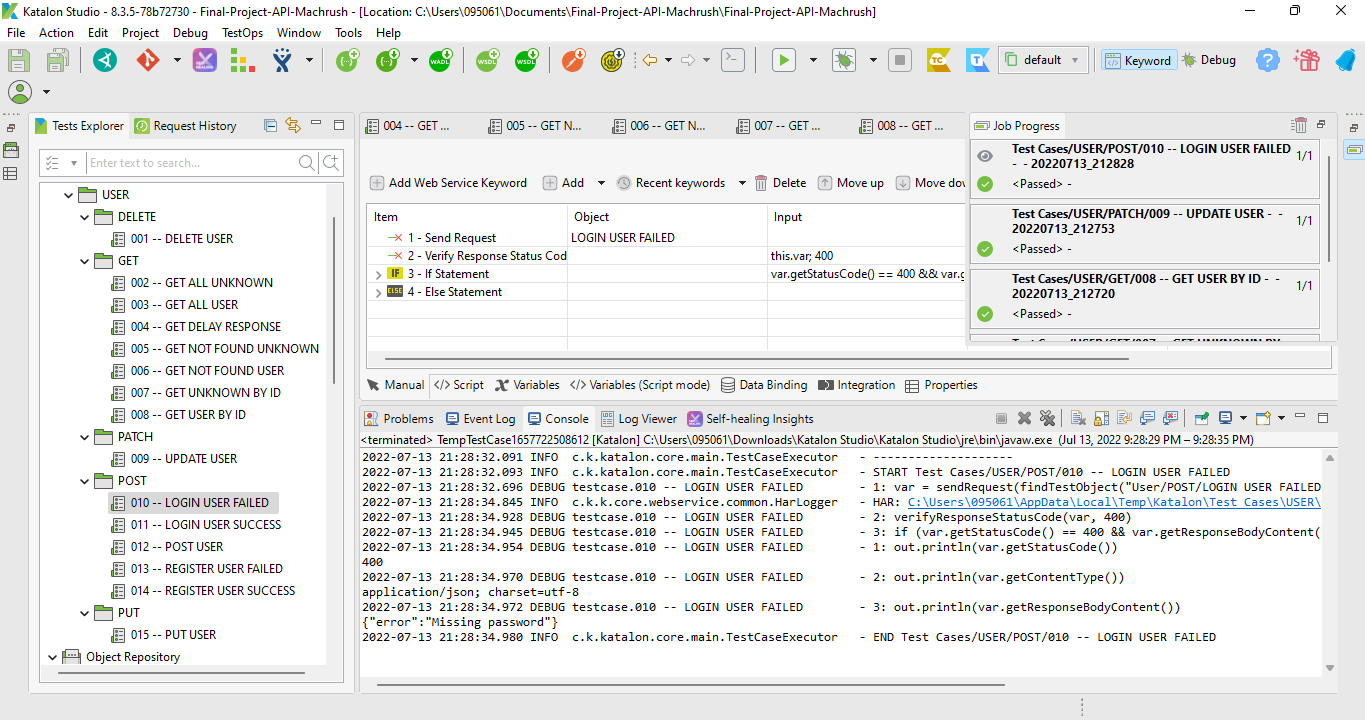 Katalon Studio - 8.3.5-78b72730 - Final-Project-API-Machrush - [Location: C:\Users\095061\Documents\Final-Project-API-Machrush\Final-Project-API-Machrush]
File Action Edit Project Debug TestOps Window Tools Help
WADL WSDL WSDL TC T default Keyword Debug
Tests Explorer Request History
Enter text to search...
USER
DELETE
001 -- DELETE USER
GET
002 -- GET ALL UNKNOWN
003 -- GET ALL USER
004 -- GET DELAY RESPONSE
005 -- GET NOT FOUND UNKNOWN
006 -- GET NOT FOUND USER
007 -- GET UNKNOWN BY ID
008 -- GET USER BY ID
PATCH
009 -- UPDATE USER
POST
010 -- LOGIN USER FAILED
011 -- LOGIN USER SUCCESS
012 -- POST USER
013 -- REGISTER USER FAILED
014 -- REGISTER USER SUCCESS
PUT
015 -- PUT USER
Object Repository
004 -- GET ... 005 -- GET N... 006 -- GET N... 007 -- GET ... 008 -- GET ...
Add Web Service Keyword Add Recent keywords Delete Move up Move dow
Item Object Input
1 - Send Request LOGIN USER FAILED
2 - Verify Response Status Cod this.var; 400
IF 3 - If Statement var.getStatusCode() == 400 && var.g
ELSE 4 - Else Statement
Job Progress
Test Cases/USER/POST/010 -- LOGIN USER FAILED 1/1
- - 20220713_212828
<Passed> -
Test Cases/USER/PATCH/009 -- UPDATE USER - - 1/1
20220713_212753
<Passed> -
Test Cases/USER/GET/008 -- GET USER BY ID - - 1/1
20220713_212720
<Passed> -
Test Cases/USER/GET/007 -- GET UNKNOWN BY
Manual </> Script Variables </> Variables (Script mode) Data Binding Integration Properties
Problems Event Log Console Log Viewer Self-healing Insights
<terminated> TempTestCase1657722508612 [Katalon] C:\Users\095061\Downloads\Katalon Studio\Katalon Studio\jre\bin\javaw.exe (Jul 13, 2022 9:28:29 PM – 9:28:35 PM)
2022-07-13 21:28:32.091 INFO c.k.katalon.core.main.TestCaseExecutor - --------------------
2022-07-13 21:28:32.093 INFO c.k.katalon.core.main.TestCaseExecutor - START Test Cases/USER/POST/010 -- LOGIN USER FAILED
2022-07-13 21:28:32.696 DEBUG testcase.010 -- LOGIN USER FAILED - 1: var = sendRequest(findTestObject("User/POST/LOGIN USER FAILED
2022-07-13 21:28:34.845 INFO c.k.k.core.webservice.common.HarLogger - HAR: C:\Users\095061\AppData\Local\Temp\Katalon\Test Cases\USER\
2022-07-13 21:28:34.928 DEBUG testcase.010 -- LOGIN USER FAILED - 2: verifyResponseStatusCode(var, 400)
2022-07-13 21:28:34.945 DEBUG testcase.010 -- LOGIN USER FAILED - 3: if (var.getStatusCode() == 400 && var.getResponseBodyContent(
2022-07-13 21:28:34.954 DEBUG testcase.010 -- LOGIN USER FAILED - 1: out.println(var.getStatusCode())
400
2022-07-13 21:28:34.970 DEBUG testcase.010 -- LOGIN USER FAILED - 2: out.println(var.getContentType())
application/json; charset=utf-8
2022-07-13 21:28:34.972 DEBUG testcase.010 -- LOGIN USER FAILED - 3: out.println(var.getResponseBodyContent())
{"error":"Missing password"}
2022-07-13 21:28:34.980 INFO c.k.katalon.core.main.TestCaseExecutor - END Test Cases/USER/POST/010 -- LOGIN USER FAILED